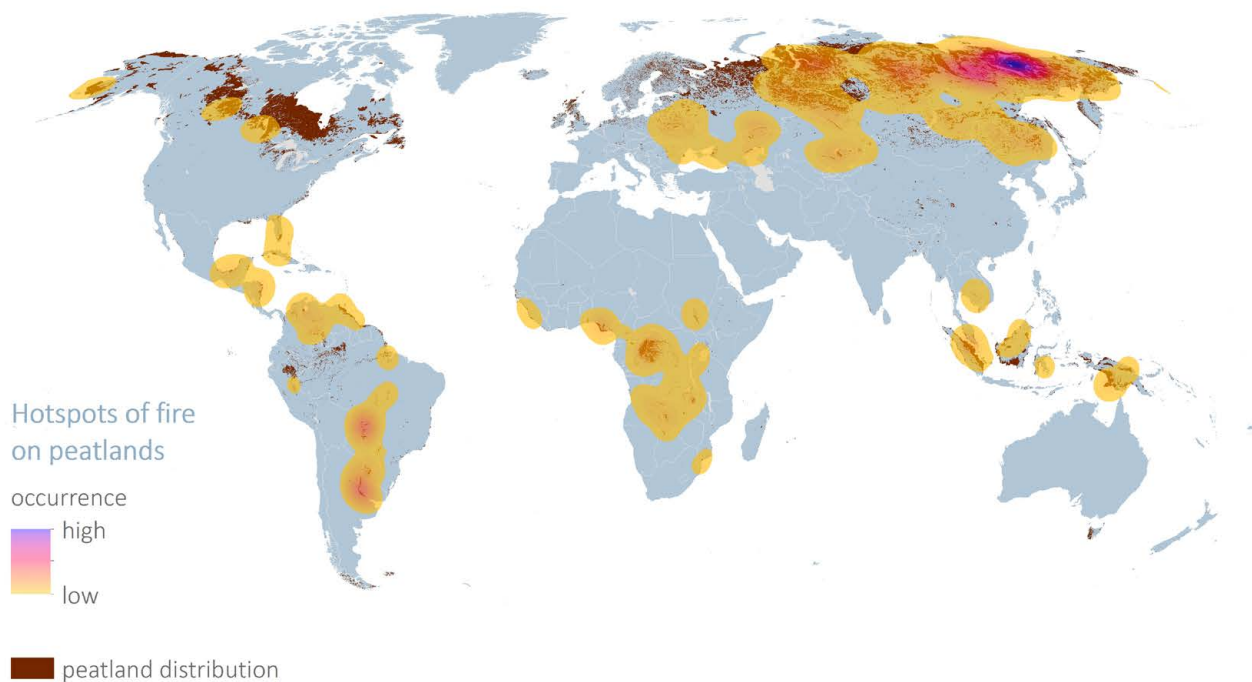 Hotspots of fire
on peatlands
occurrence
high
low
peatland distribution